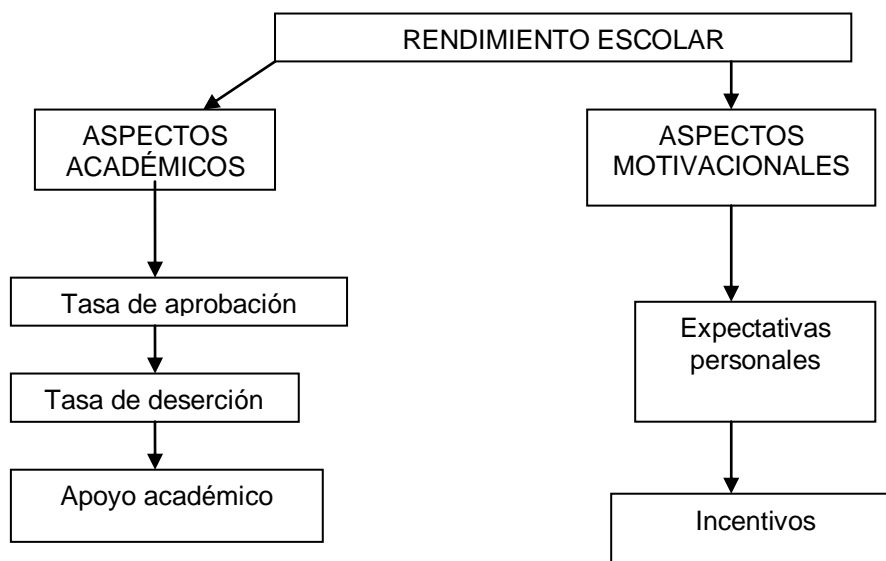 RENDIMIENTO ESCOLAR
ASPECTOS
ACADÉMICOS
ASPECTOS
MOTIVACIONALES
Tasa de aprobación
Expectativas
personales
Tasa de deserción
Apoyo académico
Incentivos